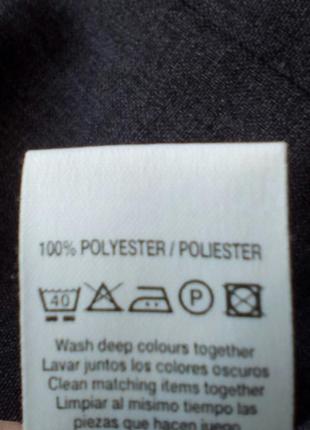 100% POLYESTER / POLIESTER
40 P
Wash deep colours together
Lavar juntos los colores oscuros
Clean matching items together
Limpiar al misimo tiempo las
piezas que hacen juego